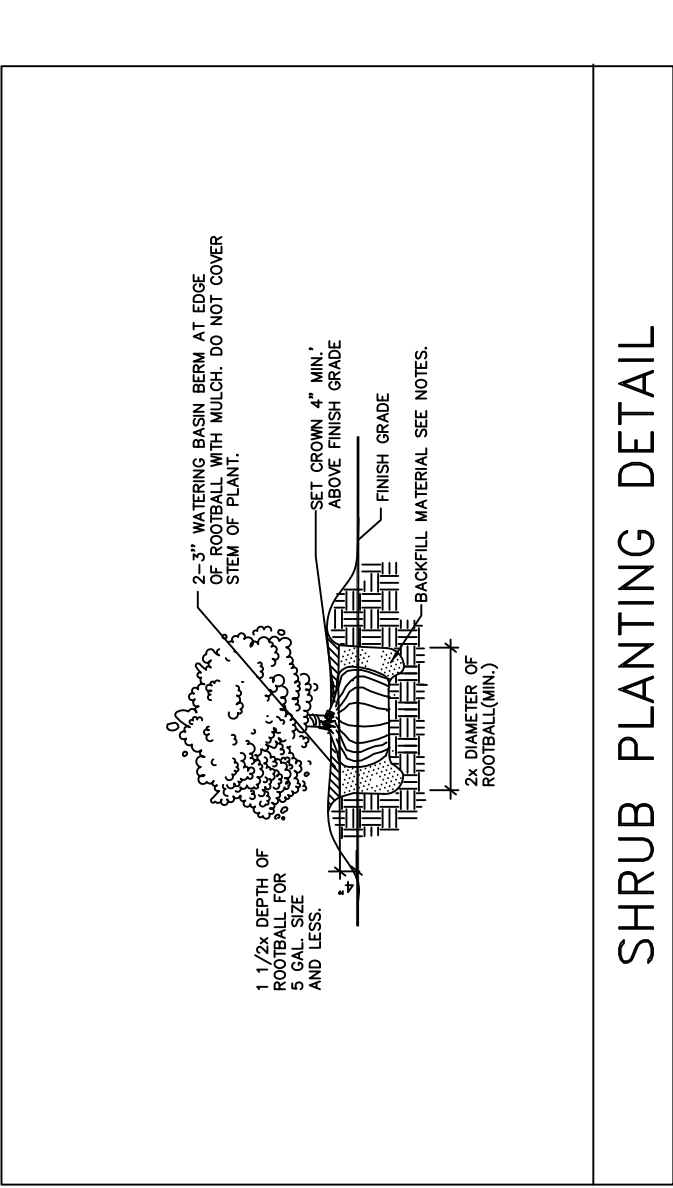 2-3" WATERING BASIN BERM AT EDGE
OF ROOTBALL WITH MULCH. DO NOT COVER
STEM OF PLANT.
1 1/2x DEPTH OF
ROOTBALL FOR
5 GAL. SIZE
AND LESS.
SET CROWN 4" MIN.'
ABOVE FINISH GRADE
4"
FINISH GRADE
BACKFILL MATERIAL SEE NOTES.
2x DIAMETER OF
ROOTBALL(MIN.)
SHRUB PLANTING DETAIL